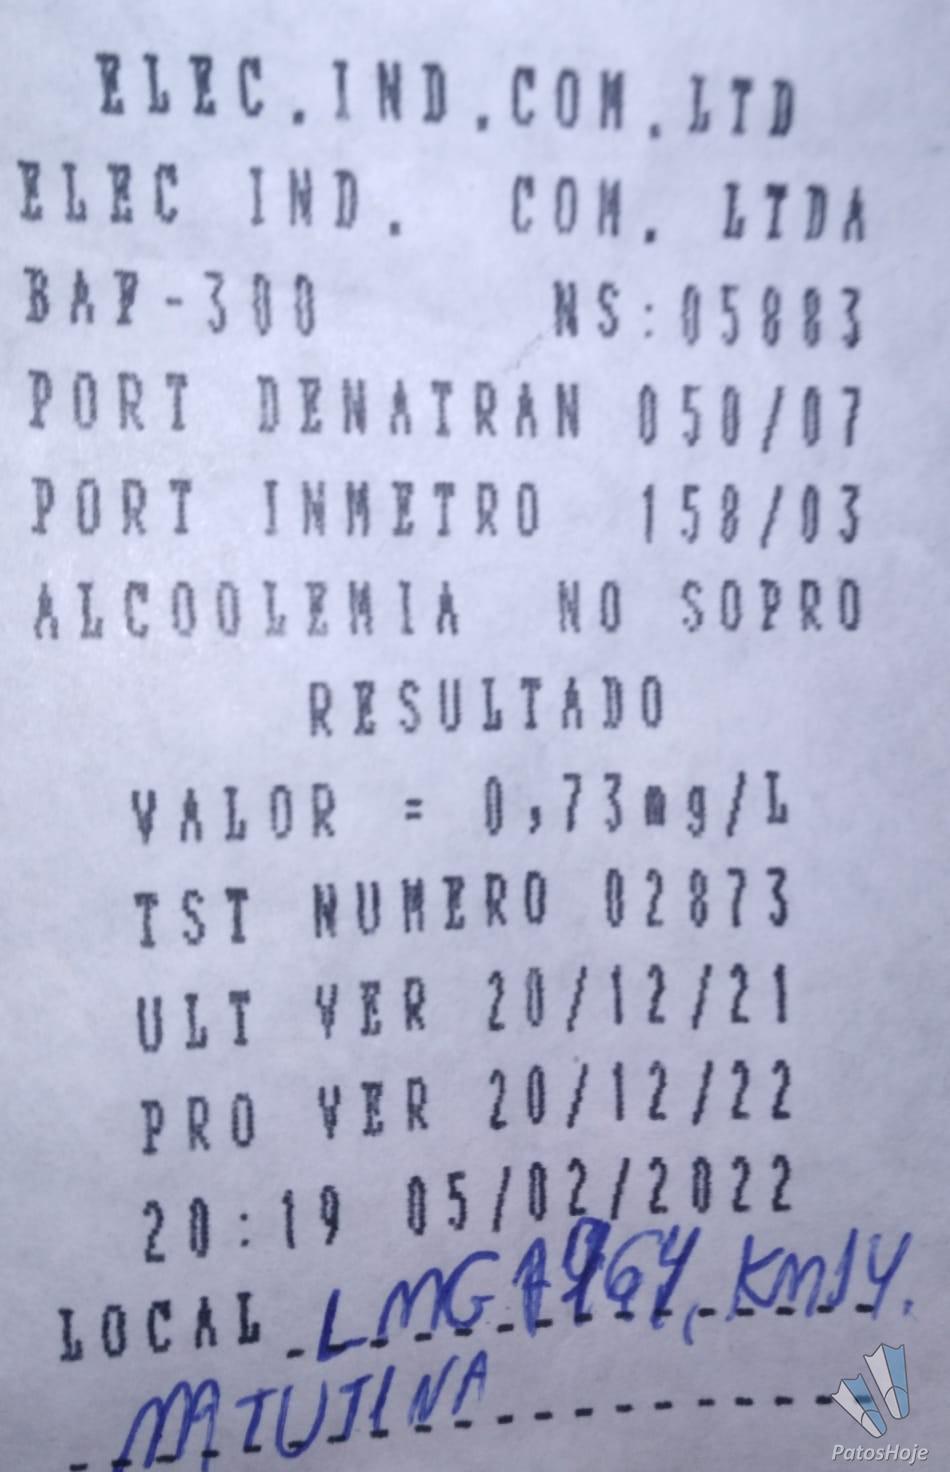 ELEC.IND.COM.LTD
ELEC IND. COM. LTDA
BAF-300 NS:05883
PORT DENATRAN 050/07
PORT INMETRO 158/03
ALCOOLEMIA NO SOPRO
RESULTADO
VALOR = 0,73mg/L
TST NUMERO 02873
ULT VER 20/12/21
PRO VER 20/12/22
20:19 05/02/2022
LOCAL LMG
MATUTINA
PatosHoje